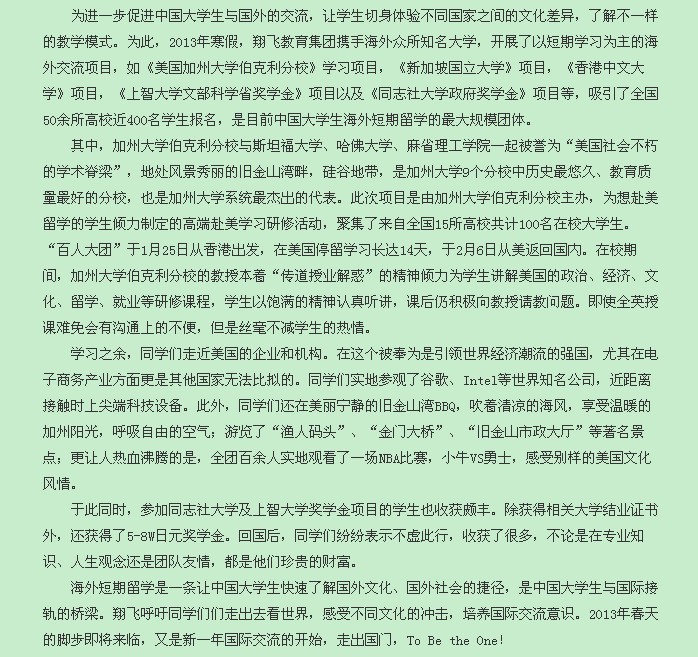 为进一步促进中国大学生与国外的交流，让学生切身体验不同国家之间的文化差异，了解不一样
的教学模式。为此，2013年寒假，翔飞教育集团携手海外众所知名大学，开展了以短期学习为主的海
外交流项目，如《美国加州大学伯克利分校》学习项目，《新加坡国立大学》项目，《香港中文大
学》项目，《上智大学文部科学省奖学金》项目以及《同志社大学政府奖学金》项目等，吸引了全国
50余所高校近400名学生报名，是目前中国大学生海外短期留学的最大规模团体。
其中，加州大学伯克利分校与斯坦福大学、哈佛大学、麻省理工学院一起被誉为“美国社会不朽
的学术脊梁”，地处风景秀丽的旧金山湾畔，硅谷地带，是加州大学9个分校中历史最悠久、教育质
量最好的分校，也是加州大学系统最杰出的代表。此次项目是由加州大学伯克利分校主办，为想赴美
留学的学生倾力制定的高端赴美学习研修活动，聚集了来自全国15所高校共计100名在校大学生。
“百人大团”于1月25日从香港出发，在美国停留学习长达14天，于2月6日从美返回国内。在校期
间，加州大学伯克利分校的教授本着“传道授业解惑”的精神倾力为学生讲解美国的政治、经济、文
化、留学、就业等研修课程，学生以饱满的精神认真听讲，课后仍积极向教授请教问题。即使全英授
课难免会有沟通上的不便，但是丝毫不减学生的热情。
学习之余，同学们走近美国的企业和机构。在这个被奉为是引领世界经济潮流的强国，尤其在电
子商务产业方面更是其他国家无法比拟的。同学们实地参观了谷歌、Intel等世界知名公司，近距离
接触时上尖端科技设备。此外，同学们还在美丽宁静的旧金山湾BBQ，吹着清凉的海风，享受温暖的
加州阳光，呼吸自由的空气；游览了“渔人码头”、“金门大桥”、“旧金山市政大厅”等著名景
点；更让人热血沸腾的是，全团百余人实地观看了一场NBA比赛，小牛VS勇士，感受别样的美国文化
风情。
于此同时，参加同志社大学及上智大学奖学金项目的学生也收获颇丰。除获得相关大学结业证书
外，还获得了5-8W日元奖学金。回国后，同学们纷纷表示不虚此行，收获了很多，不论是在专业知
识、人生观念还是团队友情，都是他们珍贵的财富。
海外短期留学是一条让中国大学生快速了解国外文化、国外社会的捷径，是中国大学生与国际接
轨的桥梁。翔飞呼吁同学们们走出去看世界，感受不同文化的冲击，培养国际交流意识。2013年春天
的脚步即将来临，又是新一年国际交流的开始，走出国门，To Be the One！